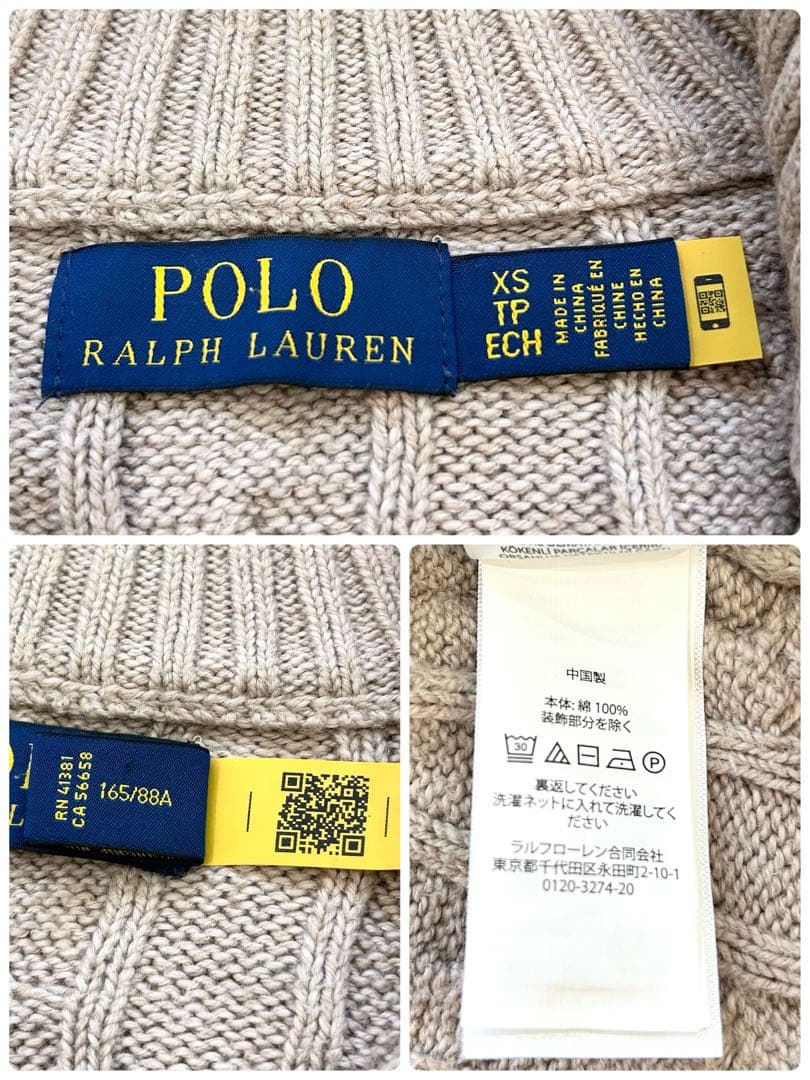 POLO
RALPH LAUREN
XS
TP
ECH
MADE IN
CHINA
FABRIQUÉ EN
CHINE
HECHO EN
CHINA
RN 41381
CA 56658
165/88A
KÖKENLİ PARÇALAR İÇERİR
中国製
本体: 綿 100%
装飾部分を除く
30
P
裏返してください
洗濯ネットに入れて洗濯してく
ださい
ラルフローレン合同会社
東京都千代田区永田町2-10-1
0120-3274-20